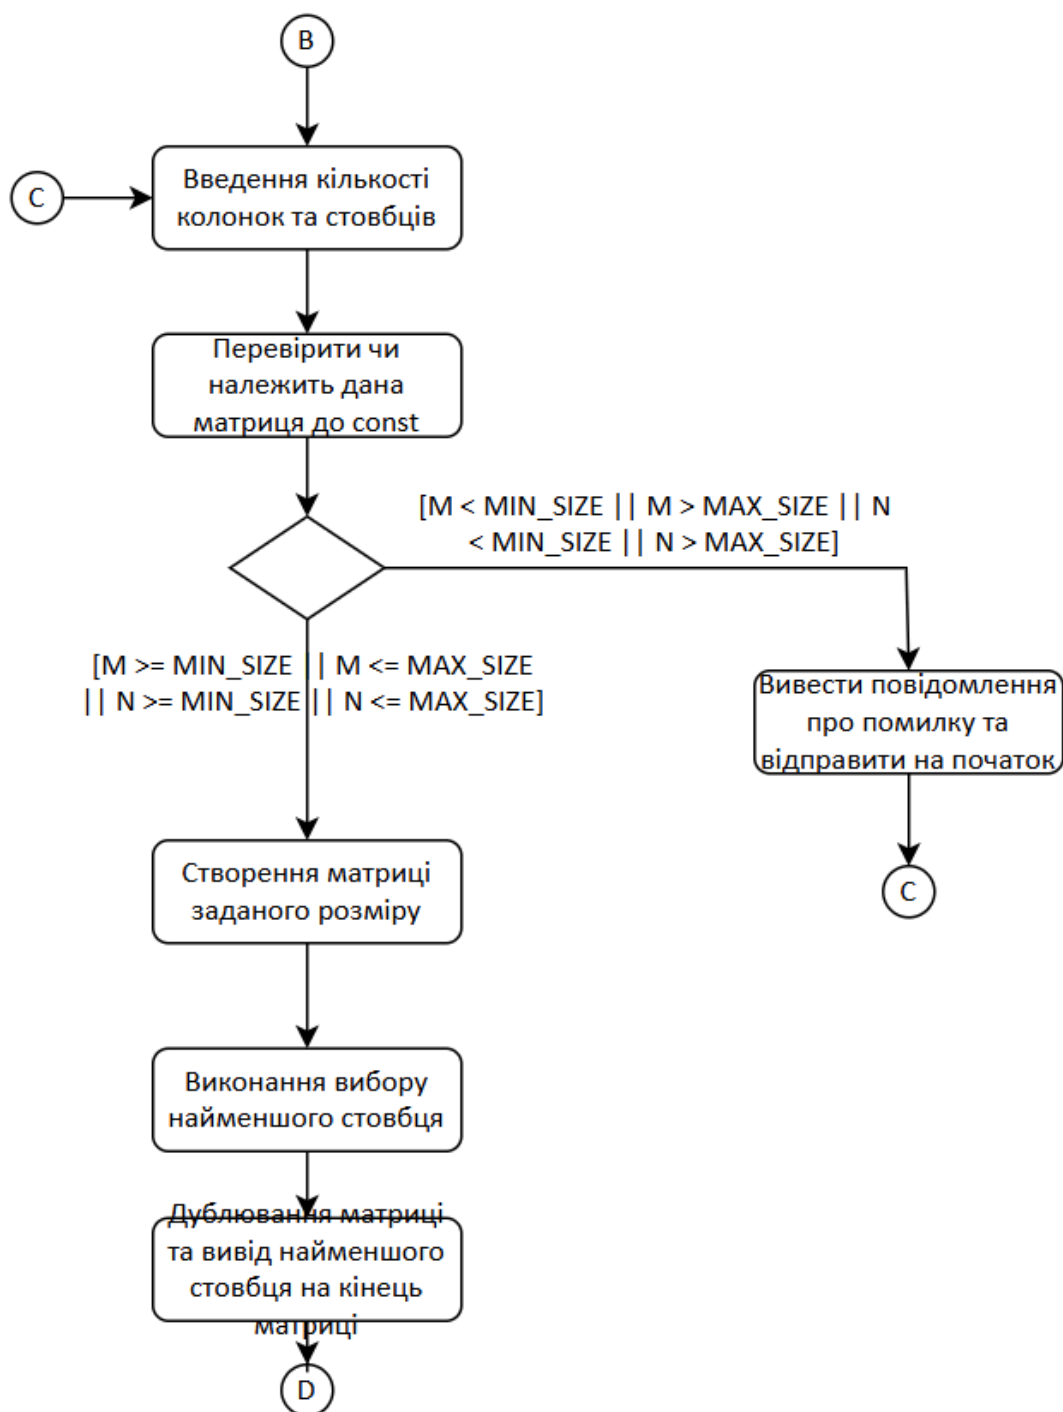 B
C
Введення кількості
колонок та стовбців
Перевірити чи
належить дана
матриця до const
[M < MIN_SIZE || M > MAX_SIZE || N
< MIN_SIZE || N > MAX_SIZE]
[M >= MIN_SIZE || M <= MAX_SIZE
|| N >= MIN_SIZE || N <= MAX_SIZE]
Вивести повідомлення
про помилку та
відправити на початок
C
Створення матриці
заданого розміру
Виконання вибору
найменшого стовбця
Дублювання матриці
та вивід найменшого
стовбця на кінець
матриці
D